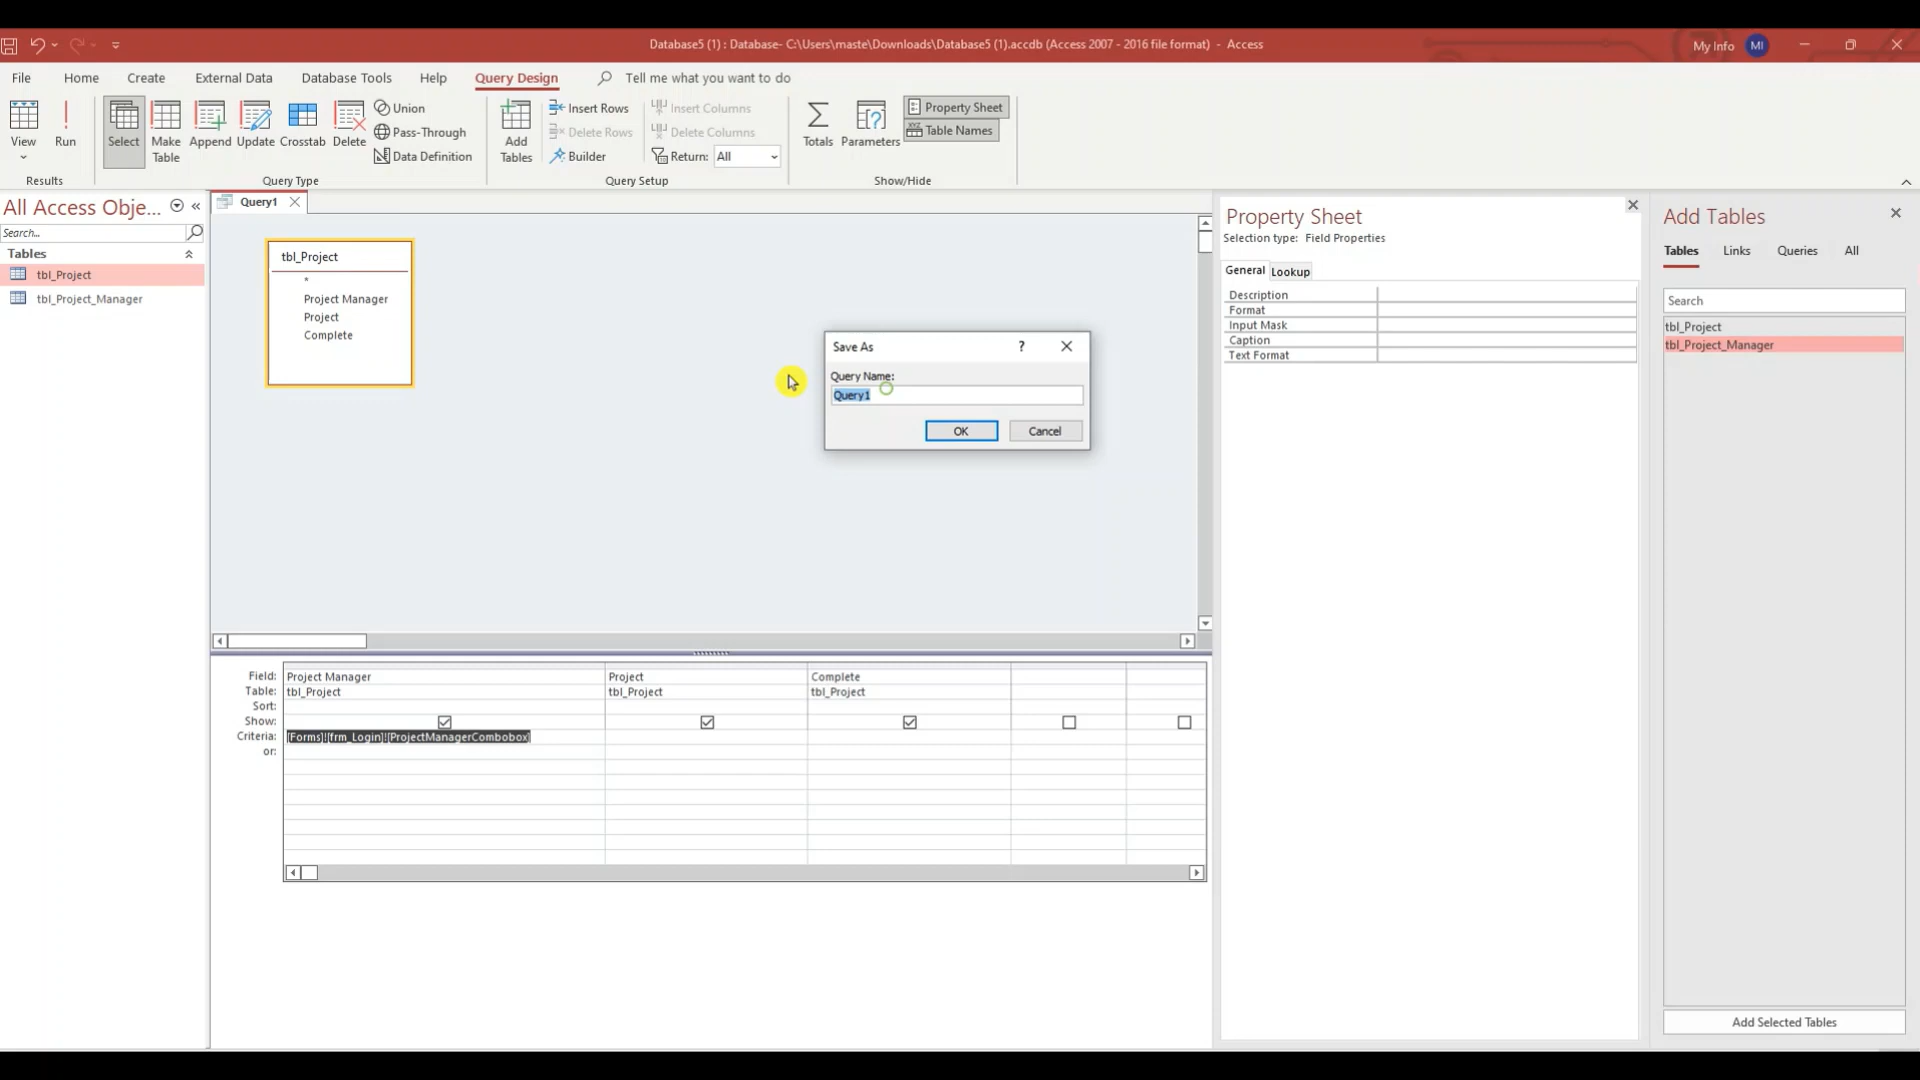 Database5 (1) : Database- C:\Users\maste\Downloads\Database5 (1).accdb (Access 2007 - 2016 file format) - Access
My Info MI
File Home Create External Data Database Tools Help Query Design Tell me what you want to do
View Run Select Make Table Append Update Crosstab Delete
Union
Pass-Through
Data Definition
Add Tables
Insert Rows
Delete Rows
Builder
Insert Columns
Delete Columns
Return: All
Totals Parameters
Property Sheet
Table Names
Results Query Type Query Setup Show/Hide
All Access Obje... «
Search...
Tables
tbl_Project
tbl_Project_Manager
Query1
tbl_Project
*
Project Manager
Project
Complete
Save As ?
Query Name:
Query1
OK Cancel
Field: Project Manager Project Complete
Table: tbl_Project tbl_Project tbl_Project
Sort:
Show:
Criteria: [Forms]![frm_Login]![ProjectManagerCombobox]
or:
Property Sheet
Selection type: Field Properties
General Lookup
Description
Format
Input Mask
Caption
Text Format
Add Tables
Tables Links Queries All
Search
tbl_Project
tbl_Project_Manager
Add Selected Tables